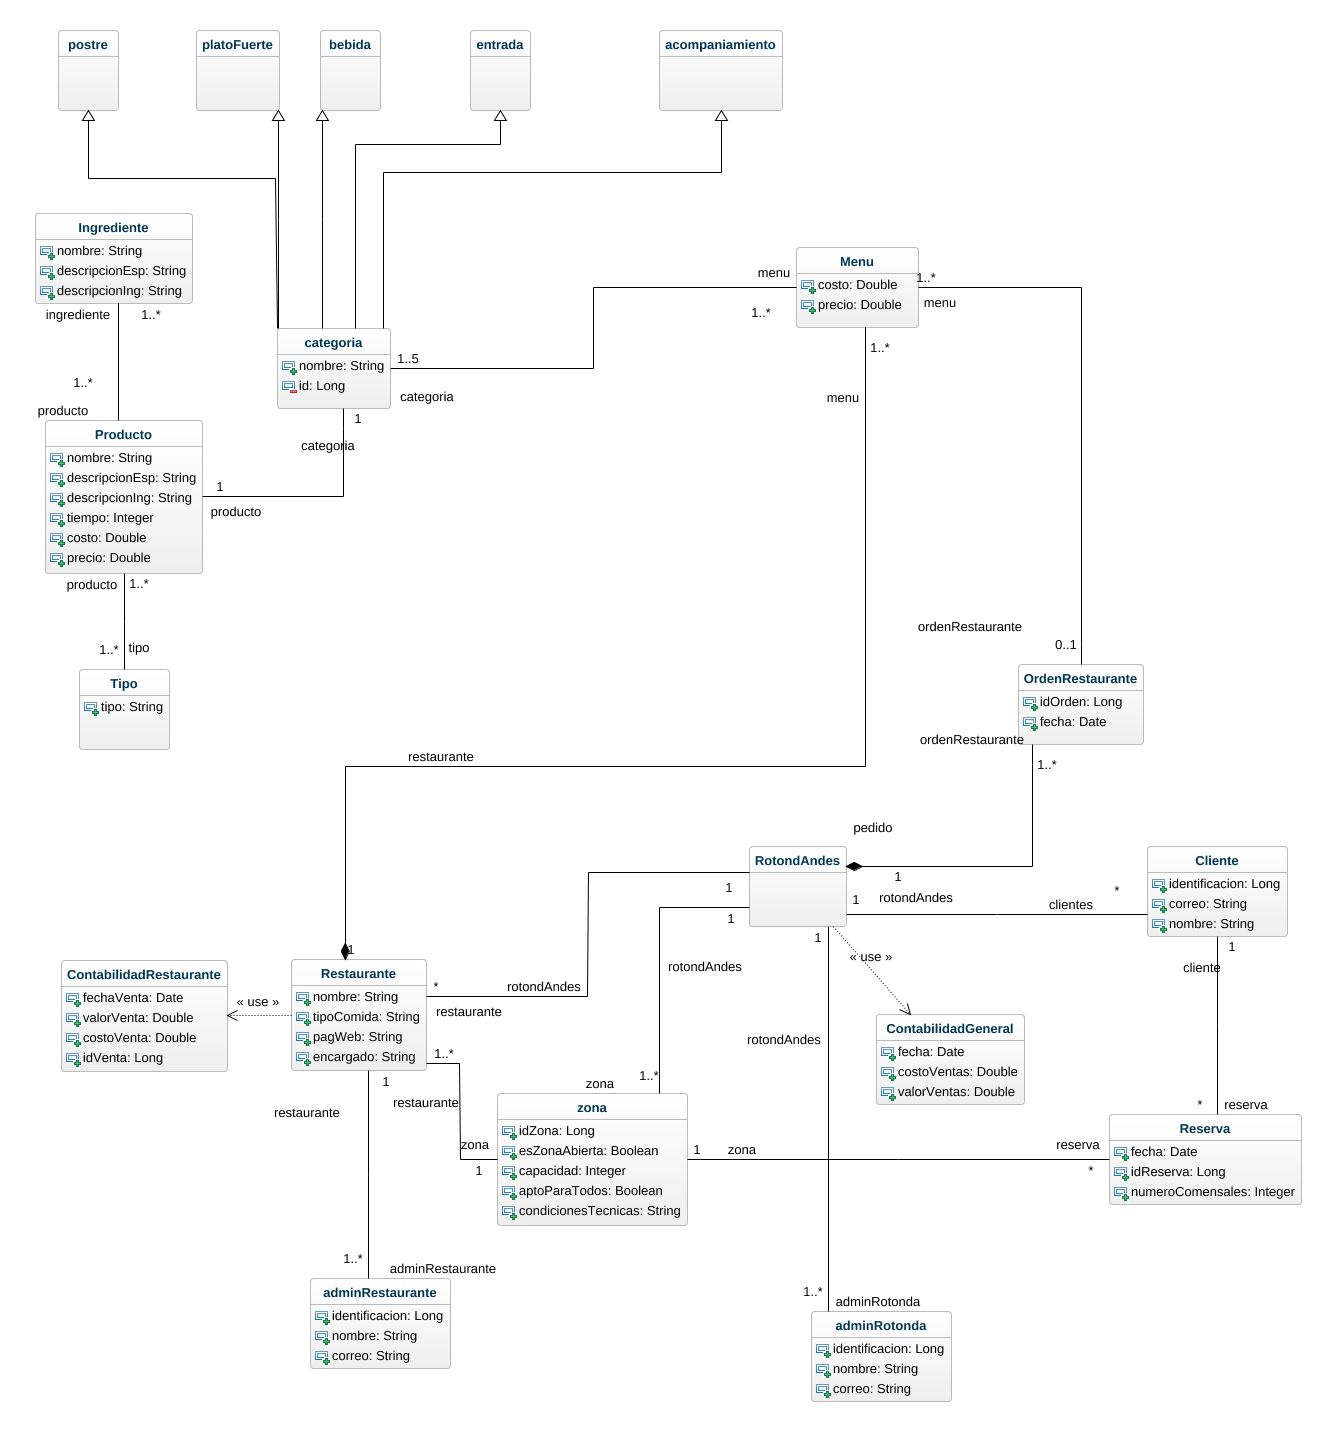 postre
platoFuerte
bebida
entrada
acompaniamiento
Ingrediente
nombre: String
descripcionEsp: String
descripcionIng: String
ingrediente
1..*
1..*
producto
categoria
nombre: String
id: Long
1..5
categoria
1
categoria
menu
1..*
Menu
costo: Double
precio: Double
1..*
menu
1..*
menu
Producto
nombre: String
descripcionEsp: String
descripcionIng: String
tiempo: Integer
costo: Double
precio: Double
1
producto
producto
1..*
1..*
tipo
Tipo
tipo: String
ordenRestaurante
0..1
OrdenRestaurante
idOrden: Long
fecha: Date
ordenRestaurante
1..*
restaurante
pedido
RotondAndes
1
1
1
rotondAndes
1
1
clientes
*
Cliente
identificacion: Long
correo: String
nombre: String
1
cliente
« use »
1
ContabilidadRestaurante
fechaVenta: Date
valorVenta: Double
costoVenta: Double
idVenta: Long
« use »
Restaurante
nombre: String
tipoComida: String
pagWeb: String
encargado: String
*
rotondAndes
restaurante
rotondAndes
rotondAndes
ContabilidadGeneral
fecha: Date
costoVentas: Double
valorVentas: Double
1..*
restaurante
1
restaurante
zona
1..*
zona
1
zona
idZona: Long
esZonaAbierta: Boolean
capacidad: Integer
aptoParaTodos: Boolean
condicionesTecnicas: String
1
zona
reserva
*
*
reserva
Reserva
fecha: Date
idReserva: Long
numeroComensales: Integer
1..*
adminRestaurante
adminRestaurante
identificacion: Long
nombre: String
correo: String
1..*
adminRotonda
adminRotonda
identificacion: Long
nombre: String
correo: String